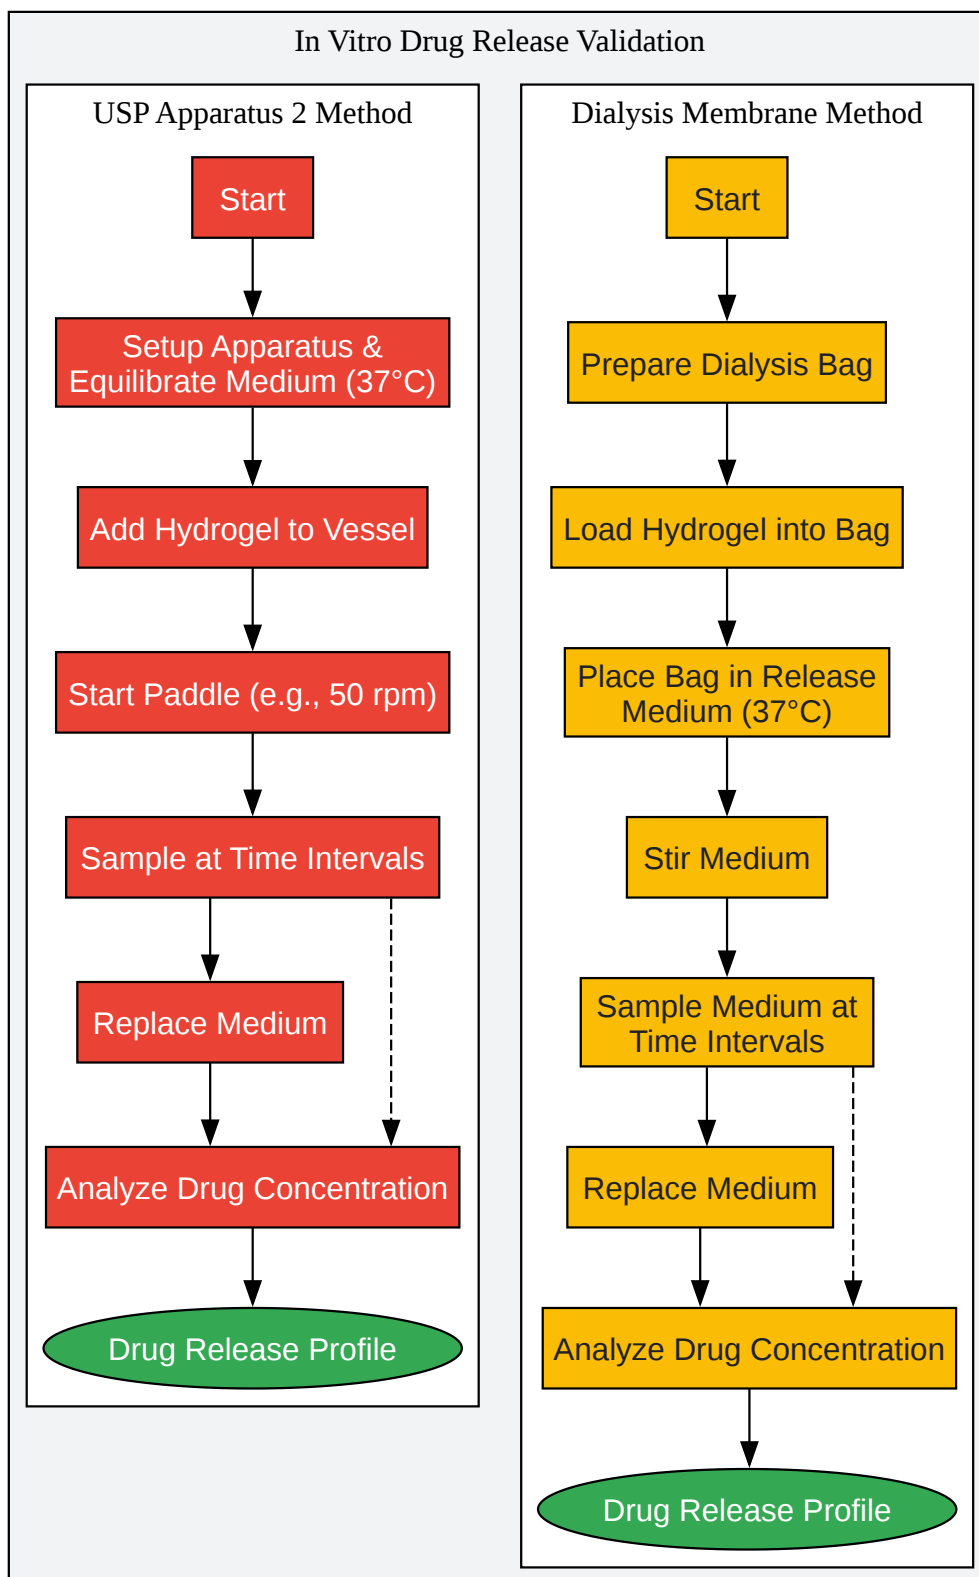 In Vitro Drug Release Validation
USP Apparatus 2 Method
Start
Setup Apparatus &
Equilibrate Medium (37°C)
Add Hydrogel to Vessel
Start Paddle (e.g., 50 rpm)
Sample at Time Intervals
Replace Medium
Analyze Drug Concentration
Drug Release Profile
Dialysis Membrane Method
Start
Prepare Dialysis Bag
Load Hydrogel into Bag
Place Bag in Release
Medium (37°C)
Stir Medium
Sample Medium at
Time Intervals
Replace Medium
Analyze Drug Concentration
Drug Release Profile